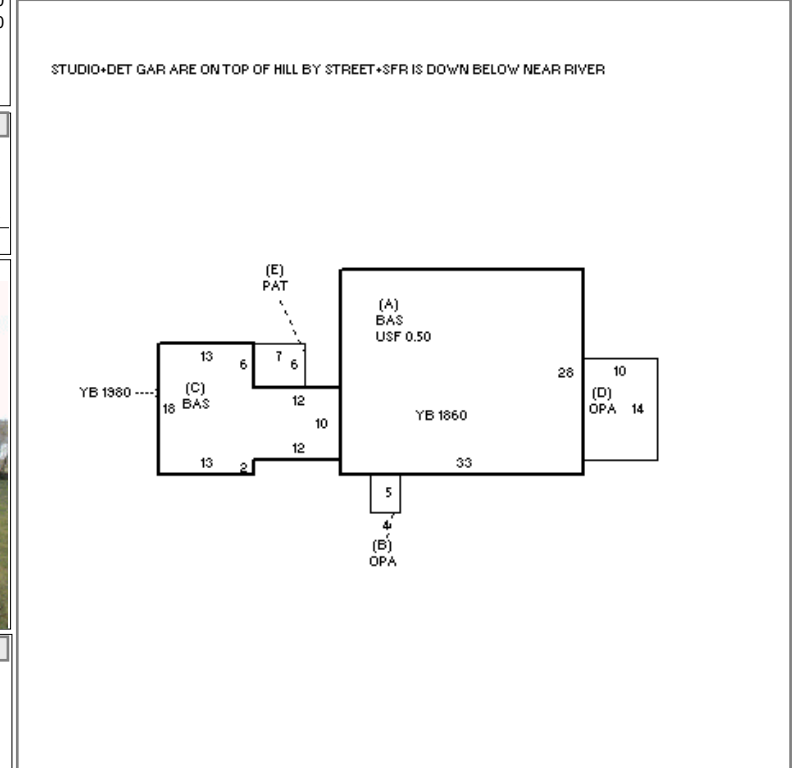 STUDIO+DET GAR ARE ON TOP OF HILL BY STREET+SFR IS DOWN BELOW NEAR RIVER
(E)
PAT
(A)
BAS
USF 0.50
13
6
7
6
28
10
YB 1980
(C)
BAS
18
12
(D)
OPA
14
10
YB 1860
12
13
2
33
5
4
(B)
OPA